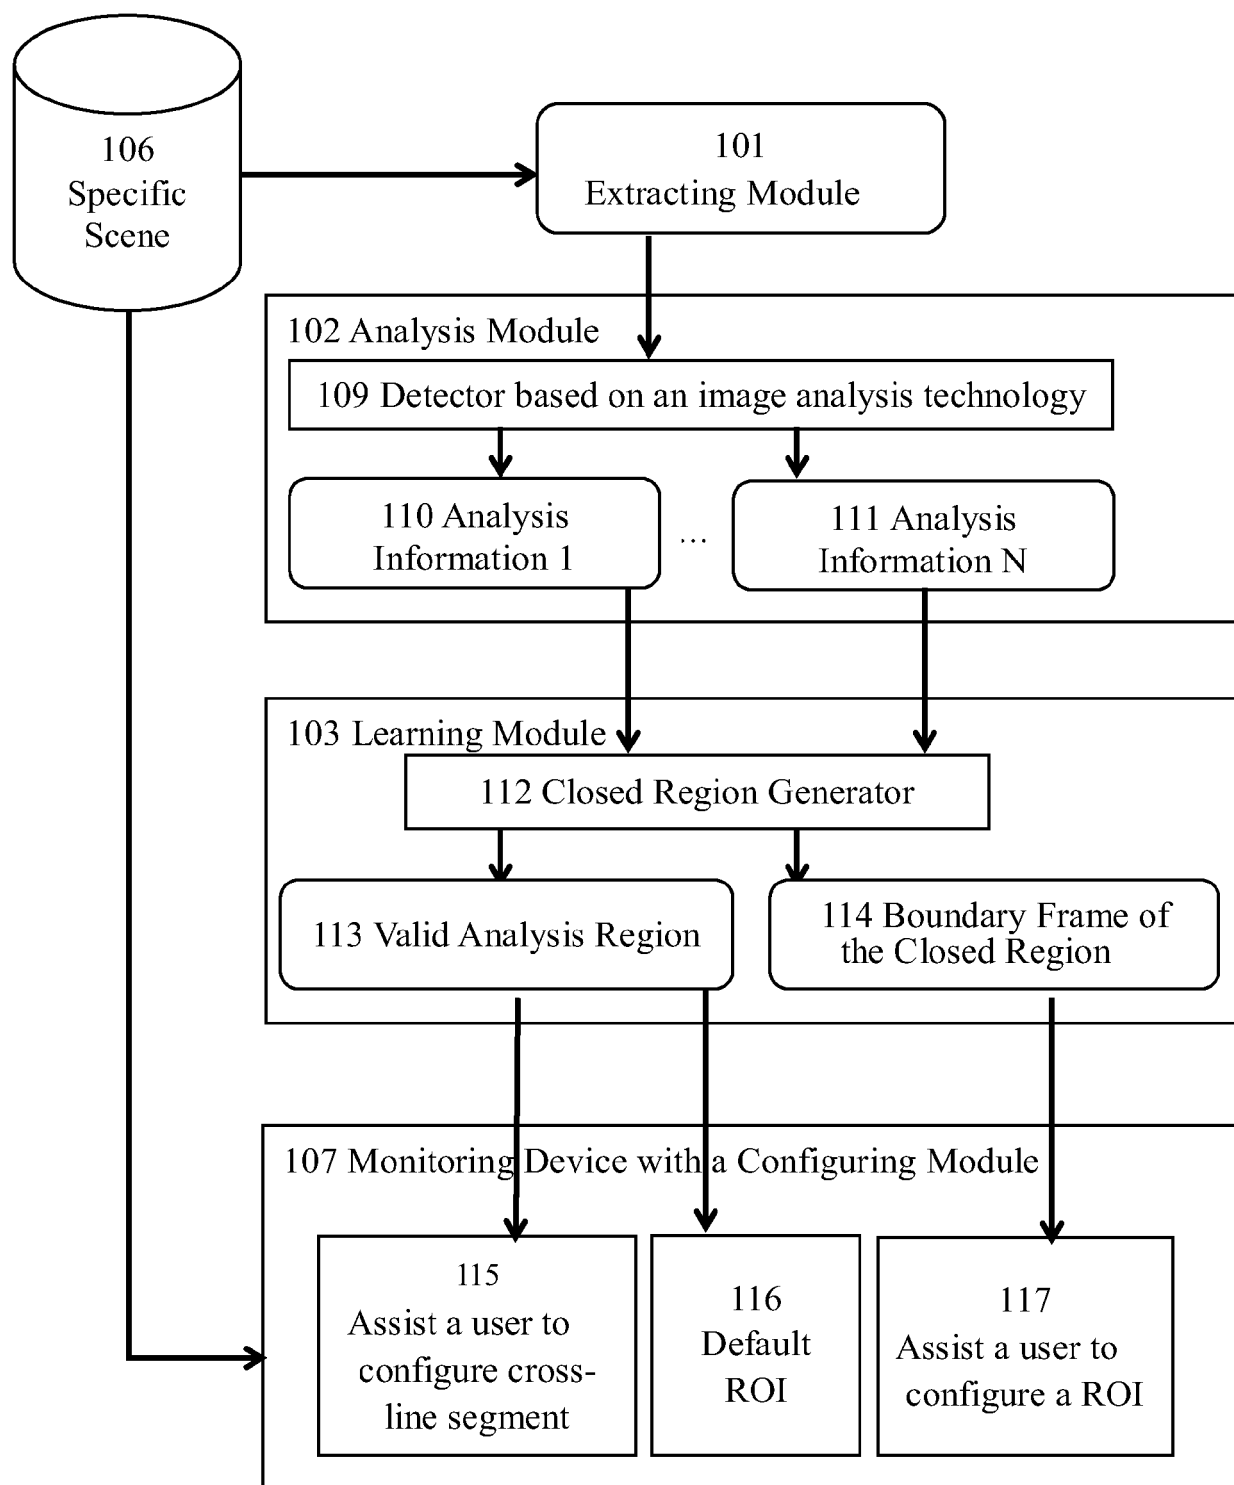 106
Specific
Scene
101
Extracting Module
102 Analysis Module
109 Detector based on an image analysis technology
110 Analysis
Information 1
...
111 Analysis
Information N
103 Learning Module
112 Closed Region Generator
113 Valid Analysis Region
114 Boundary Frame of
the Closed Region
107 Monitoring Device with a Configuring Module
115
Assist a user to
configure cross-
line segment
116
Default
ROI
117
Assist a user to
configure a ROI